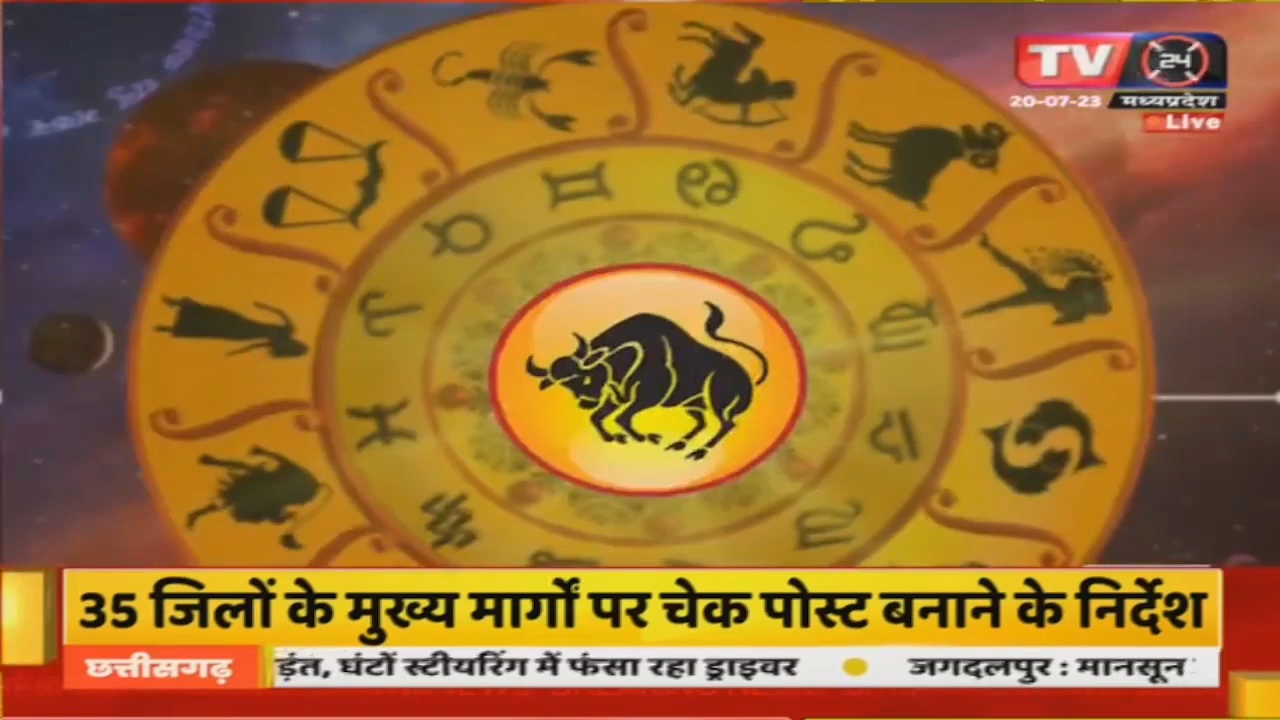 TV 24
20-07-23 मध्यप्रदेश
Live
35 जिलों के मुख्य मार्गों पर चेक पोस्ट बनाने के निर्देश
छत्तीसगढ़ ड़ंत, घंटों स्टीयरिंग में फंसा रहा ड्राइवर जगदलपुर : मानसून